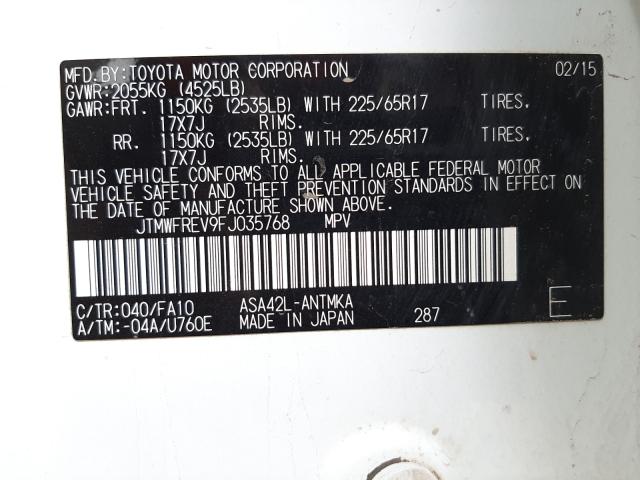 MFD.BY:TOYOTA MOTOR CORPORATION 02/15
GVWR:2055KG (4525LB)
GAWR:FRT. 1150KG (2535LB) WITH 225/65R17 TIRES.
17X7J RIMS.
RR. 1150KG (2535LB) WITH 225/65R17 TIRES.
17X7J RIMS.
THIS VEHICLE CONFORMS TO ALL APPLICABLE FEDERAL MOTOR
VEHICLE SAFETY AND THEFT PREVENTION STANDARDS IN EFFECT ON
THE DATE OF MANUFACTURE SHOWN ABOVE.
JTMWFREV9FJ035768 MPV
C/TR:040/FA10 ASA42L-ANTMKA
A/TM:-04A/U760E MADE IN JAPAN 287 E